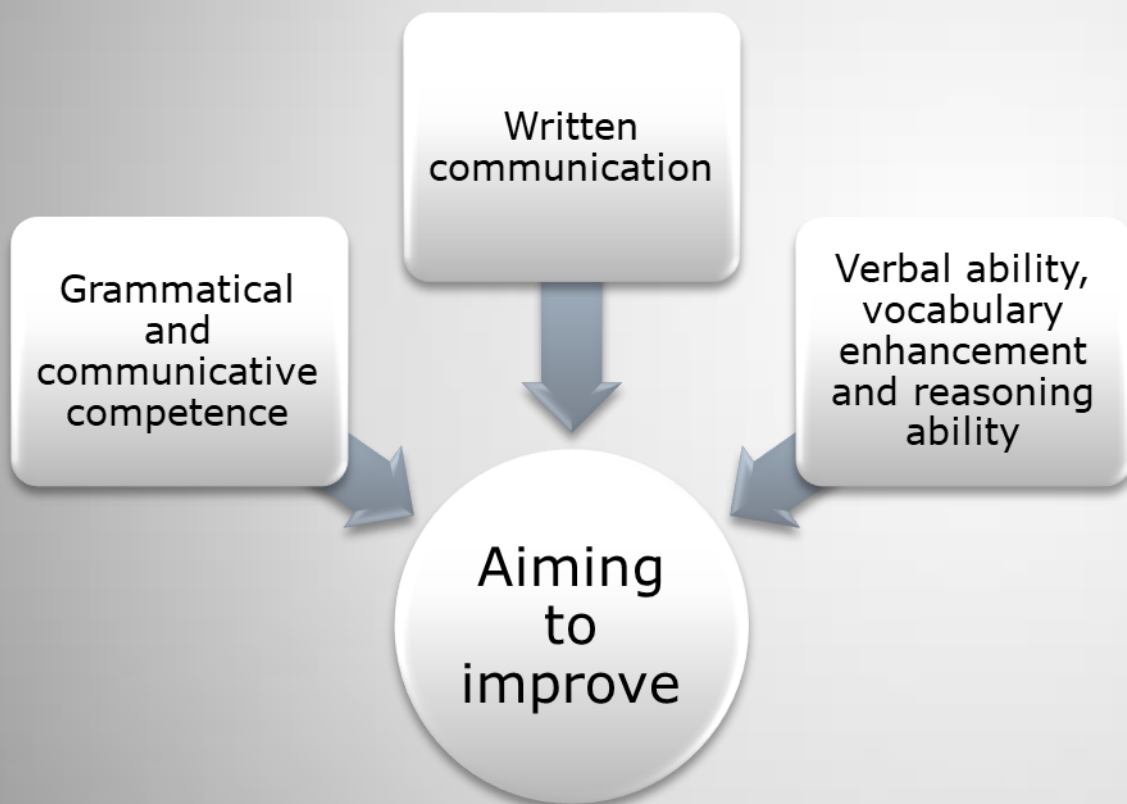 Written
communication
Grammatical
and
communicative
competence
Verbal ability,
vocabulary
enhancement
and reasoning
ability
Aiming
to
improve